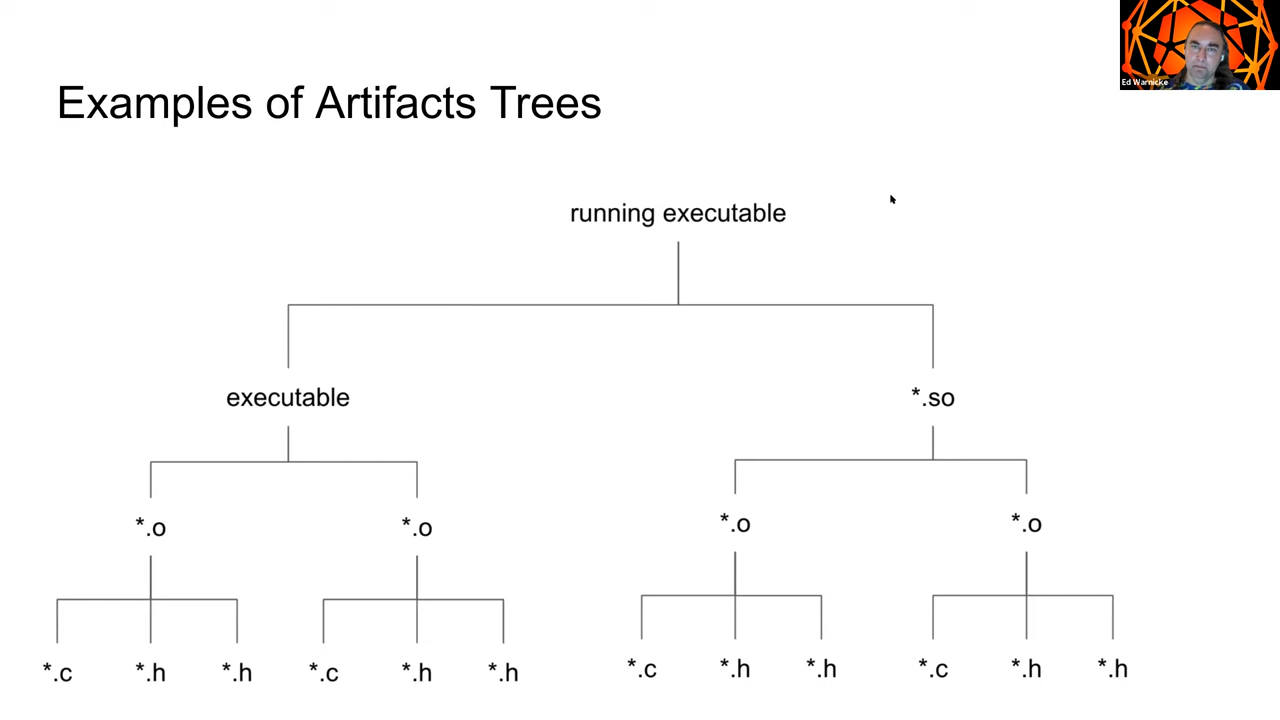 Ed Warnicke
Examples of Artifacts Trees
running executable
executable
*.so
*.o
*.o
*.o
*.o
*.c *.h *.h *.c *.h *.h *.c *.h *.h *.c *.h *.h